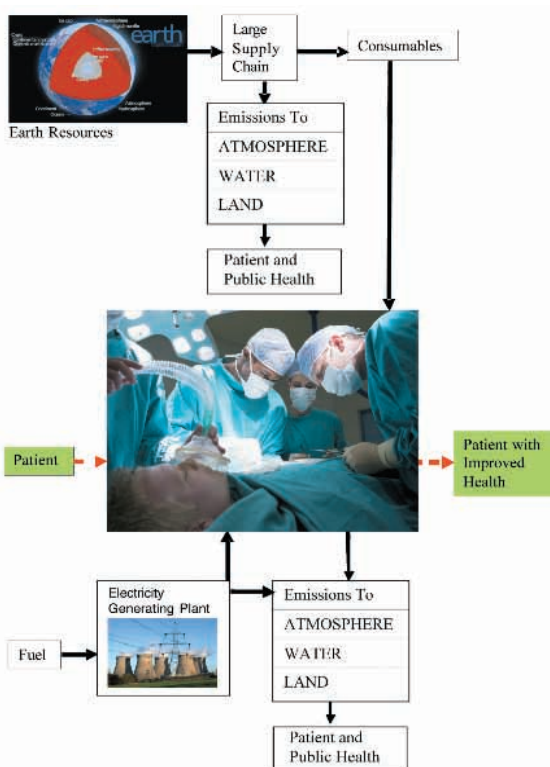 earth
Atmosphere
Earth Resources
Large
Supply
Chain
Consumables
Emissions To
ATMOSPHERE
WATER
LAND
Patient and
Public Health
Patient
Patient with
Improved
Health
Electricity
Generating Plant
Fuel
Emissions To
ATMOSPHERE
WATER
LAND
Patient and
Public Health